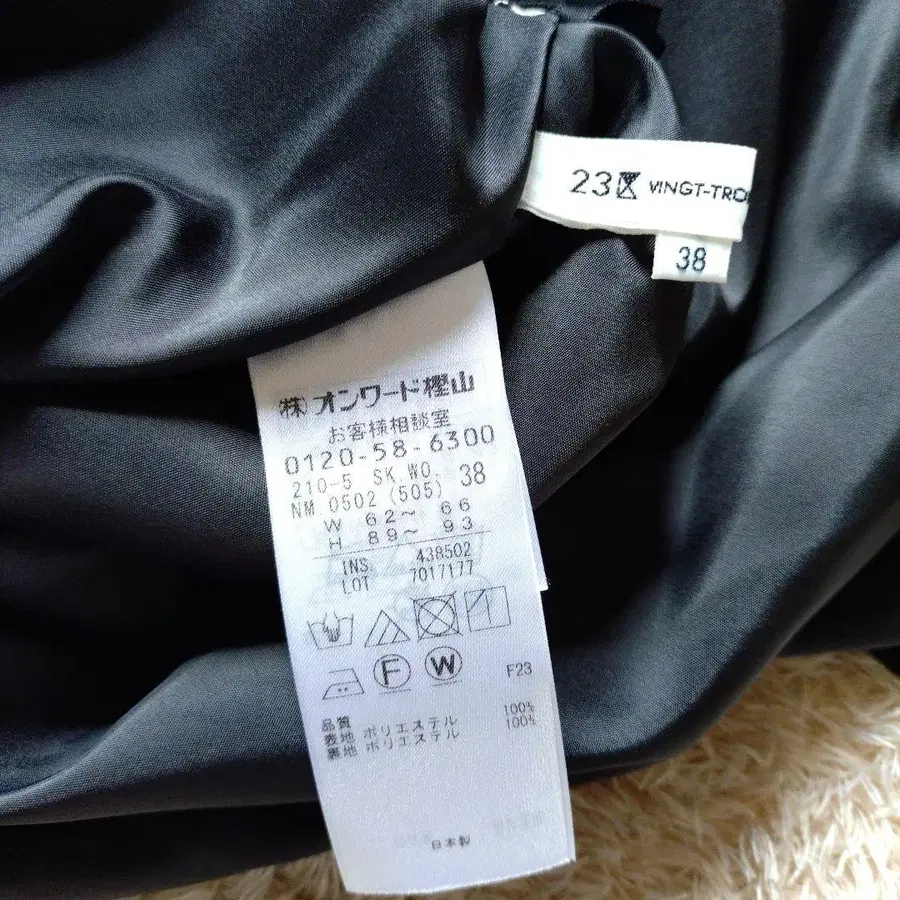 23区 VINGT-TROI
38
㈱オンワード樫山
お客様相談室
0120-58-6300
210-5 SK.WO. 38
NM 0502 (505)
W 62〜 66
H 89〜 93
INS 438502
LOT 7017177
F W
F23
品質
表地 ポリエステル 100%
裏地 ポリエステル 100%
日本製